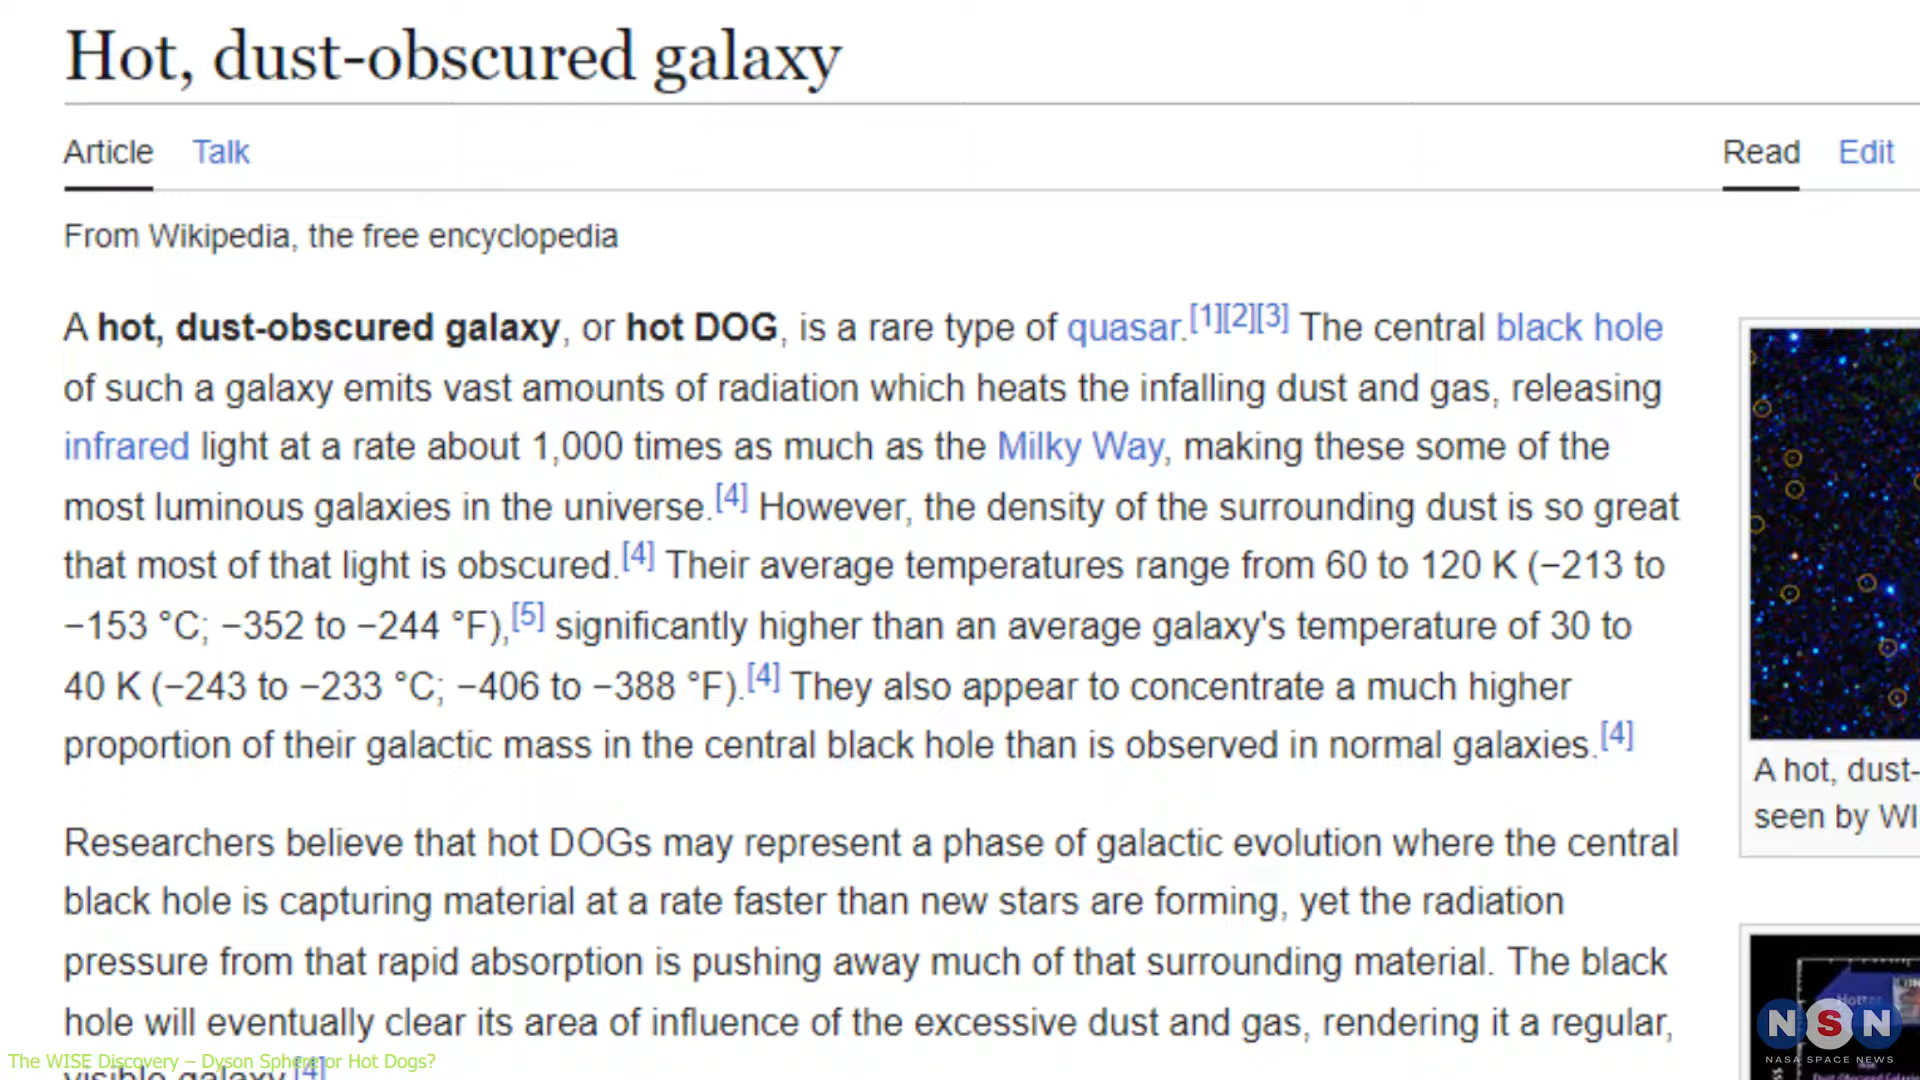 Hot, dust-obscured galaxy
Article Talk
Read Edit
From Wikipedia, the free encyclopedia
A hot, dust-obscured galaxy, or hot DOG, is a rare type of quasar.[1][2][3] The central black hole
of such a galaxy emits vast amounts of radiation which heats the infalling dust and gas, releasing
infrared light at a rate about 1,000 times as much as the Milky Way, making these some of the
most luminous galaxies in the universe.[4] However, the density of the surrounding dust is so great
that most of that light is obscured.[4] Their average temperatures range from 60 to 120 K (−213 to
−153 °C; −352 to −244 °F),[5] significantly higher than an average galaxy's temperature of 30 to
40 K (−243 to −233 °C; −406 to −388 °F).[4] They also appear to concentrate a much higher
proportion of their galactic mass in the central black hole than is observed in normal galaxies.[4]
Researchers believe that hot DOGs may represent a phase of galactic evolution where the central
black hole is capturing material at a rate faster than new stars are forming, yet the radiation
pressure from that rapid absorption is pushing away much of that surrounding material. The black
hole will eventually clear its area of influence of the excessive dust and gas, rendering it a regular,
visible galaxy.[4]
A hot, dust-
seen by WI
The WISE Discovery – Dyson Sphere or Hot Dogs?
NSN
NASA SPACE NEWS